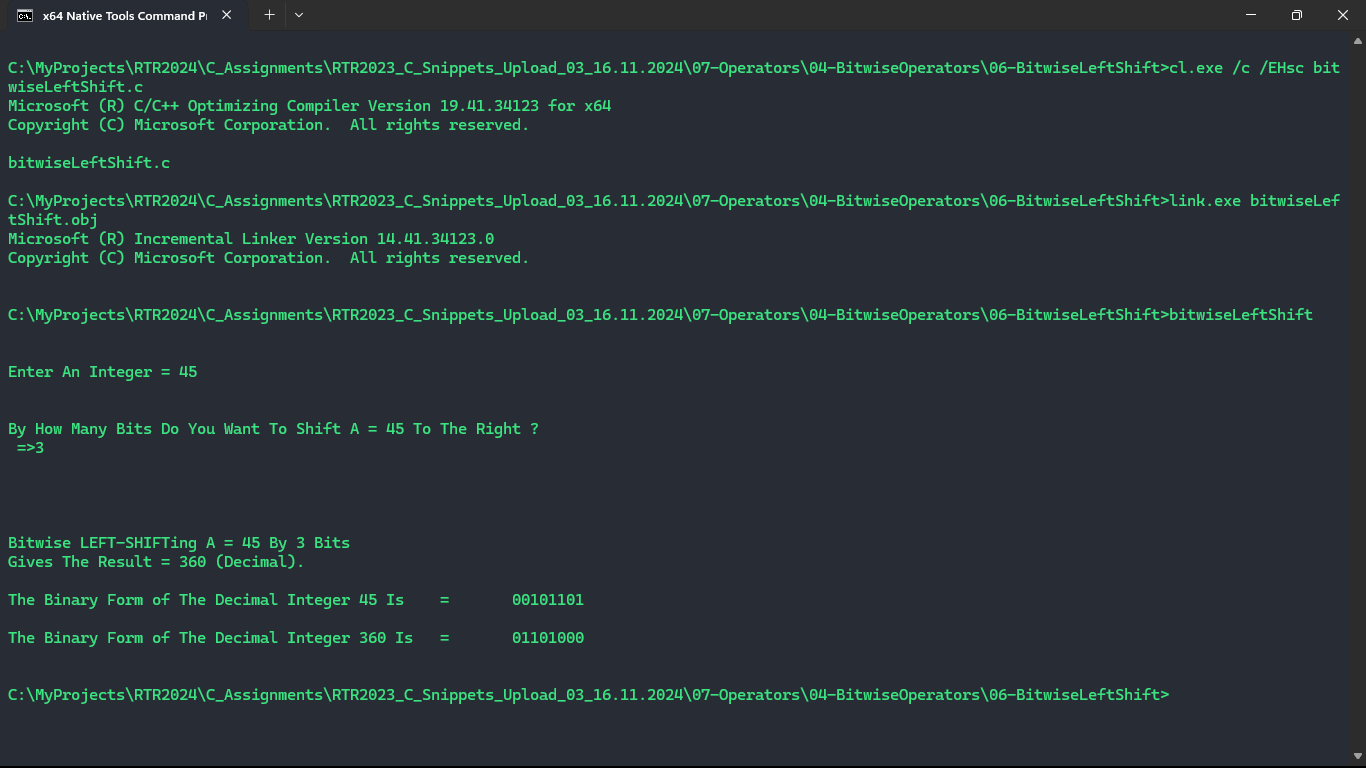 x64 Native Tools Command P
C:\MyProjects\RTR2024\C_Assignments\RTR2023_C_Snippets_Upload_03_16.11.2024\07-Operators\04-BitwiseOperators\06-BitwiseLeftShift>cl.exe /c /EHsc bit
wiseLeftShift.c
Microsoft (R) C/C++ Optimizing Compiler Version 19.41.34123 for x64
Copyright (C) Microsoft Corporation.  All rights reserved.
bitwiseLeftShift.c
C:\MyProjects\RTR2024\C_Assignments\RTR2023_C_Snippets_Upload_03_16.11.2024\07-Operators\04-BitwiseOperators\06-BitwiseLeftShift>link.exe bitwiseLef
tShift.obj
Microsoft (R) Incremental Linker Version 14.41.34123.0
Copyright (C) Microsoft Corporation.  All rights reserved.
C:\MyProjects\RTR2024\C_Assignments\RTR2023_C_Snippets_Upload_03_16.11.2024\07-Operators\04-BitwiseOperators\06-BitwiseLeftShift>bitwiseLeftShift
Enter An Integer = 45
By How Many Bits Do You Want To Shift A = 45 To The Right ?
=>3
Bitwise LEFT-SHIFTing A = 45 By 3 Bits
Gives The Result = 360 (Decimal).
The Binary Form of The Decimal Integer 45 Is    =       00101101
The Binary Form of The Decimal Integer 360 Is   =       01101000
C:\MyProjects\RTR2024\C_Assignments\RTR2023_C_Snippets_Upload_03_16.11.2024\07-Operators\04-BitwiseOperators\06-BitwiseLeftShift>